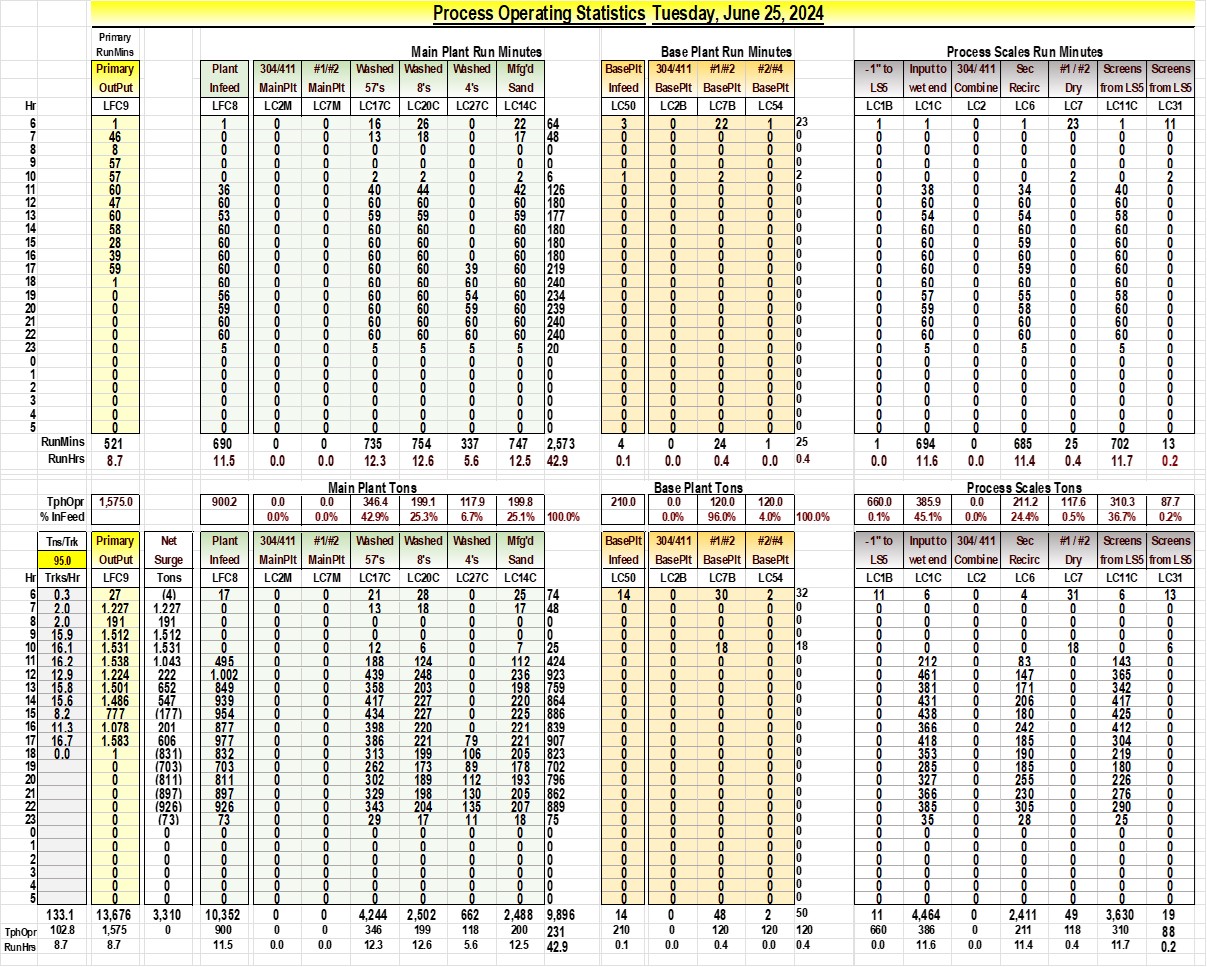 Process Operating Statistics Tuesday, June 25, 2024
Primary
RunMins Main Plant Run Minutes Base Plant Run Minutes Process Scales Run Minutes
Primary Plant 304/411 #1/#2 Washed Washed Washed Mfg'd BasePlt 304/411 #1/#2 #2/#4 -1" to Input to 304/ 411 Sec #1 / #2 Screens Screens
OutPut Infeed MainPlt MainPlt 57's 8's 4's Sand Infeed BasePlt BasePlt BasePlt LS5 wet end Combine Recirc Dry from LS5 from LS5
Hr LFC9 LFC8 LC2M LC7M LC17C LC20C LC27C LC14C LC50 LC2B LC7B LC54 LC1B LC1C LC2 LC6 LC7 LC11C LC31
6 1 1 0 0 16 26 0 22 64 3 0 22 1 23 1 1 0 1 23 1 11
7 46 0 0 0 13 18 0 17 48 0 0 0 0 0 0 0 0 0 0 0 0
8 8 0 0 0 0 0 0 0 0 0 0 0 0 0 0 0 0 0 0 0 0
9 57 0 0 0 0 0 0 0 0 0 0 0 0 0 0 0 0 0 0 0 0
10 57 0 0 0 2 2 0 2 6 1 0 2 0 2 0 0 0 0 2 0 2
11 60 36 0 0 40 44 0 42 126 0 0 0 0 0 0 38 0 34 0 40 0
12 47 60 0 0 60 60 0 60 180 0 0 0 0 0 0 60 0 60 0 60 0
13 60 53 0 0 59 59 0 59 177 0 0 0 0 0 0 54 0 54 0 58 0
14 58 60 0 0 60 60 0 60 180 0 0 0 0 0 0 60 0 60 0 60 0
15 28 60 0 0 60 60 0 60 180 0 0 0 0 0 0 60 0 59 0 60 0
16 39 60 0 0 60 60 0 60 180 0 0 0 0 0 0 60 0 60 0 60 0
17 59 60 0 0 60 60 39 60 219 0 0 0 0 0 0 60 0 59 0 60 0
18 1 60 0 0 60 60 60 60 240 0 0 0 0 0 0 60 0 60 0 60 0
19 0 56 0 0 60 60 54 60 234 0 0 0 0 0 0 57 0 55 0 58 0
20 0 59 0 0 60 60 59 60 239 0 0 0 0 0 0 59 0 58 0 60 0
21 0 60 0 0 60 60 60 60 240 0 0 0 0 0 0 60 0 60 0 60 0
22 0 60 0 0 60 60 60 60 240 0 0 0 0 0 0 60 0 60 0 60 0
23 0 5 0 0 5 5 5 5 20 0 0 0 0 0 0 5 0 5 0 5 0
0 0 0 0 0 0 0 0 0 0 0 0 0 0 0 0 0 0 0 0 0 0
1 0 0 0 0 0 0 0 0 0 0 0 0 0 0 0 0 0 0 0 0 0
2 0 0 0 0 0 0 0 0 0 0 0 0 0 0 0 0 0 0 0 0 0
3 0 0 0 0 0 0 0 0 0 0 0 0 0 0 0 0 0 0 0 0 0
4 0 0 0 0 0 0 0 0 0 0 0 0 0 0 0 0 0 0 0 0 0
5 0 0 0 0 0 0 0 0 0 0 0 0 0 0 0 0 0 0 0 0 0
RunMins 521 690 0 0 735 754 337 747 2,573 4 0 24 1 25 1 694 0 685 25 702 13
RunHrs 8.7 11.5 0.0 0.0 12.3 12.6 5.6 12.5 42.9 0.1 0.0 0.4 0.0 0.4 0.0 11.6 0.0 11.4 0.4 11.7 0.2
Main Plant Tons Base Plant Tons Process Scales Tons
TphOpr 1,575.0 900.2 0.0 0.0 346.4 199.1 117.9 199.8 210.0 0.0 120.0 120.0 660.0 385.9 0.0 211.2 117.6 310.3 87.7
% InFeed 0.0% 0.0% 42.9% 25.3% 6.7% 25.1% 100.0% 0.0% 96.0% 4.0% 100.0% 0.1% 45.1% 0.0% 24.4% 0.5% 36.7% 0.2%
Tns/Trk Primary Net Plant 304/411 #1/#2 Washed Washed Washed Mfg'd BasePlt 304/411 #1/#2 #2/#4 -1" to Input to 304/ 411 Sec #1 / #2 Screens Screens
95.0 OutPut Surge Infeed MainPlt MainPlt 57's 8's 4's Sand Infeed BasePlt BasePlt BasePlt LS5 wet end Combine Recirc Dry from LS5 from LS5
Hr Trks/Hr LFC9 Tons LFC8 LC2M LC7M LC17C LC20C LC27C LC14C LC50 LC2B LC7B LC54 LC1B LC1C LC2 LC6 LC7 LC11C LC31
6 0.3 27 (4) 17 0 0 21 28 0 25 74 14 0 30 2 32 11 6 0 4 31 6 13
7 2.0 1.227 1.227 0 0 0 13 18 0 17 48 0 0 0 0 0 0 0 0 0 0 0 0
8 2.0 191 191 0 0 0 0 0 0 0 0 0 0 0 0 0 0 0 0 0 0 0 0
9 15.9 1.512 1.512 0 0 0 0 0 0 0 0 0 0 0 0 0 0 0 0 0 0 0 0
10 16.1 1.531 1.531 0 0 0 12 6 0 7 25 0 0 18 0 18 0 0 0 0 18 0 6
11 16.2 1.538 1.043 495 0 0 188 124 0 112 424 0 0 0 0 0 0 212 0 83 0 143 0
12 12.9 1.224 222 1.002 0 0 439 248 0 236 923 0 0 0 0 0 0 461 0 147 0 365 0
13 15.8 1.501 652 849 0 0 358 203 0 198 759 0 0 0 0 0 0 381 0 171 0 342 0
14 15.6 1.486 547 939 0 0 417 227 0 220 864 0 0 0 0 0 0 431 0 206 0 417 0
15 8.2 777 (177) 954 0 0 434 227 0 225 886 0 0 0 0 0 0 438 0 180 0 425 0
16 11.3 1.078 201 877 0 0 398 220 0 221 839 0 0 0 0 0 0 366 0 242 0 412 0
17 16.7 1.583 606 977 0 0 386 221 79 221 907 0 0 0 0 0 0 418 0 185 0 304 0
18 0.0 1 (831) 832 0 0 313 199 106 205 823 0 0 0 0 0 0 353 0 190 0 219 0
19 0 (703) 703 0 0 262 173 89 178 702 0 0 0 0 0 0 285 0 185 0 180 0
20 0 (811) 811 0 0 302 189 112 193 796 0 0 0 0 0 0 327 0 255 0 226 0
21 0 (897) 897 0 0 329 198 130 205 862 0 0 0 0 0 0 366 0 230 0 276 0
22 0 (926) 926 0 0 343 204 135 207 889 0 0 0 0 0 0 385 0 305 0 290 0
23 0 (73) 73 0 0 29 17 11 18 75 0 0 0 0 0 0 35 0 28 0 25 0
0 0 0 0 0 0 0 0 0 0 0 0 0 0 0 0 0 0 0 0 0 0 0
1 0 0 0 0 0 0 0 0 0 0 0 0 0 0 0 0 0 0 0 0 0 0
2 0 0 0 0 0 0 0 0 0 0 0 0 0 0 0 0 0 0 0 0 0 0
3 0 0 0 0 0 0 0 0 0 0 0 0 0 0 0 0 0 0 0 0 0 0
4 0 0 0 0 0 0 0 0 0 0 0 0 0 0 0 0 0 0 0 0 0 0
5 0 0 0 0 0 0 0 0 0 0 0 0 0 0 0 0 0 0 0 0 0 0
133.1 13,676 3,310 10,352 0 0 4,244 2,502 662 2,488 9,896 14 0 48 2 50 11 4,464 0 2,411 49 3,630 19
TphOpr 102.8 1,575 0 900 0 0 346 199 118 200 231 210 0 120 120 120 660 386 0 211 118 310 88
RunHrs 8.7 8.7 11.5 0.0 0.0 12.3 12.6 5.6 12.5 42.9 0.1 0.0 0.4 0.0 0.4 0.0 11.6 0.0 11.4 0.4 11.7 0.2